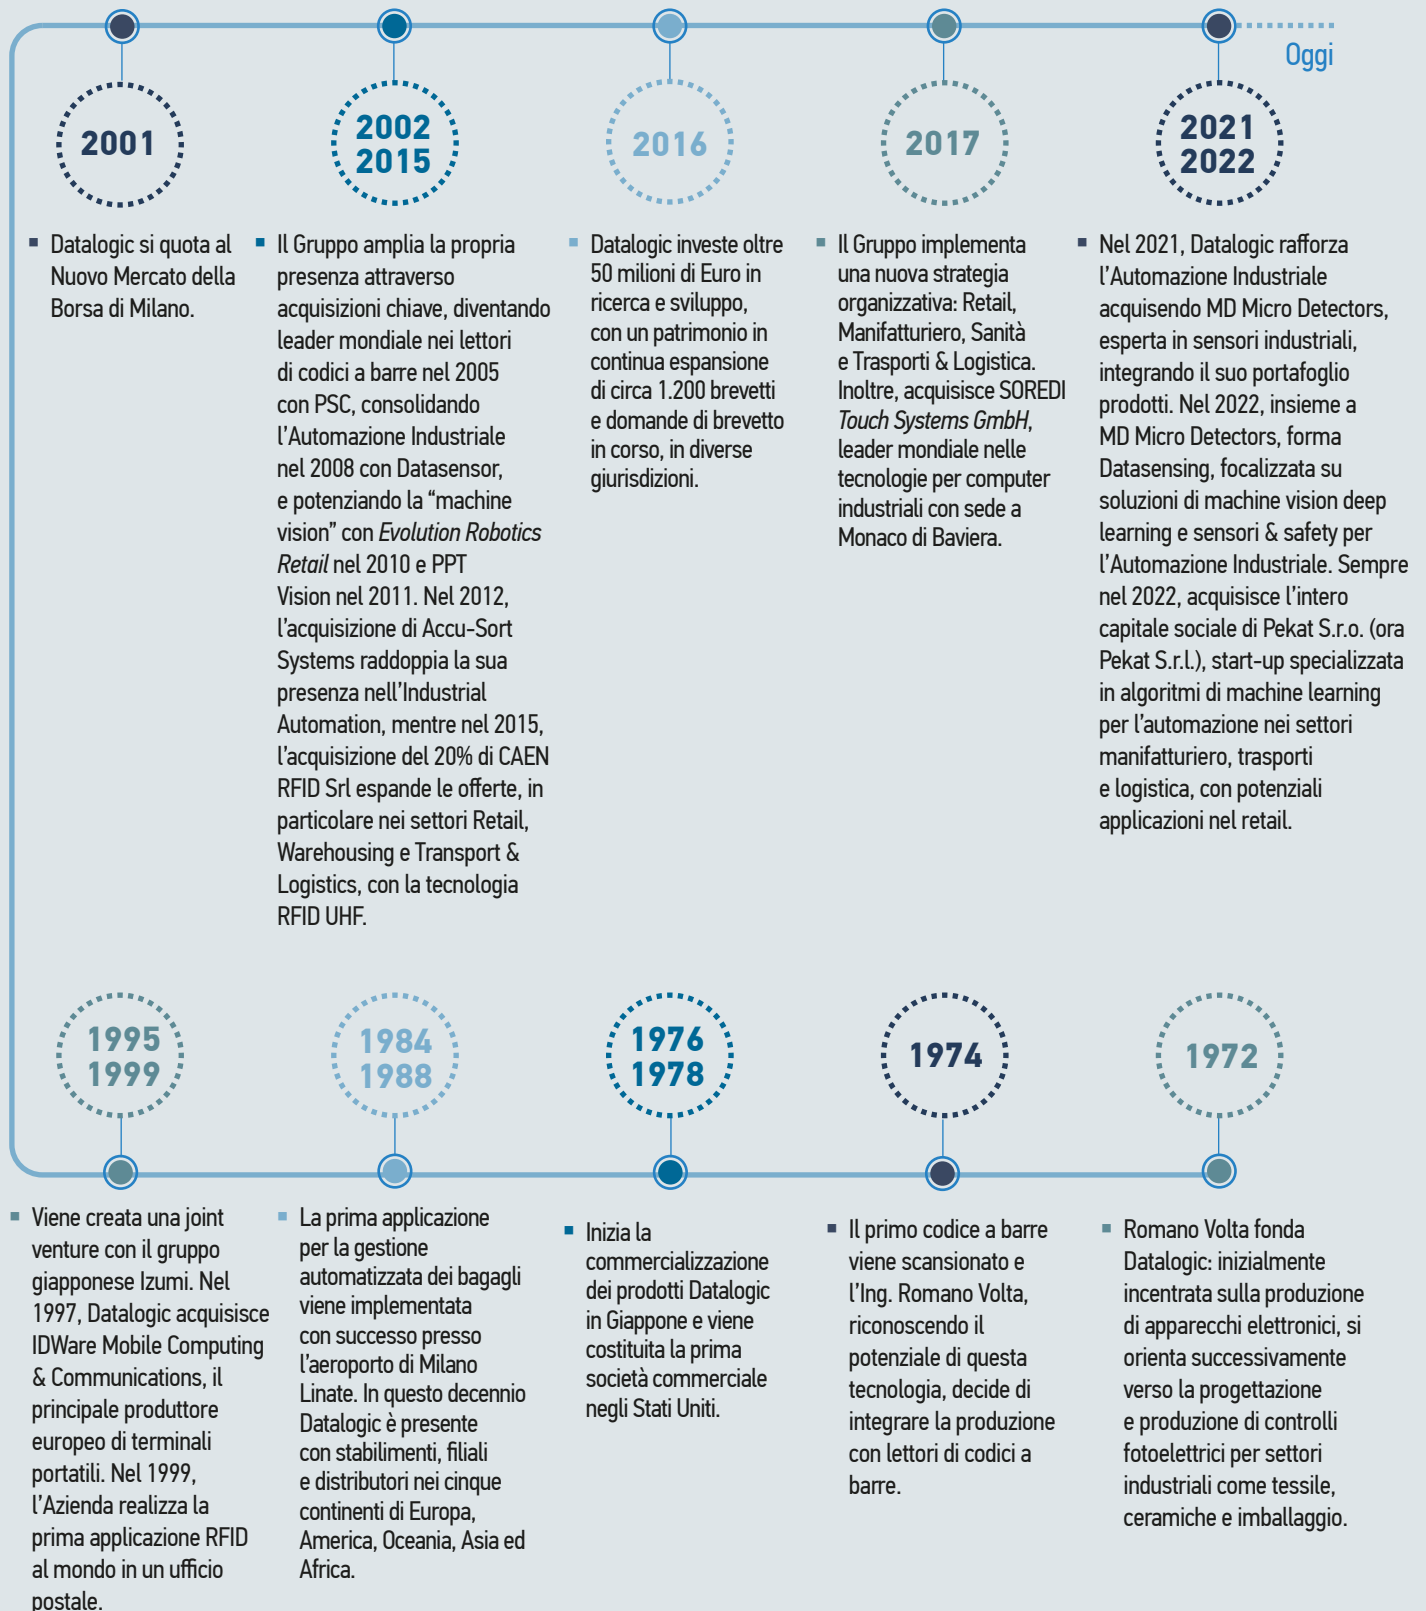 Oggi
2001
Datalogic si quota al
Nuovo Mercato della
Borsa di Milano.
2002
2015
Il Gruppo amplia la propria
presenza attraverso
acquisizioni chiave, diventando
leader mondiale nei lettori
di codici a barre nel 2005
con PSC, consolidando
l’Automazione Industriale
nel 2008 con Datasensor,
e potenziando la “machine
vision” con Evolution Robotics
Retail nel 2010 e PPT
Vision nel 2011. Nel 2012,
l’acquisizione di Accu-Sort
Systems raddoppia la sua
presenza nell’Industrial
Automation, mentre nel 2015,
l’acquisizione del 20% di CAEN
RFID Srl espande le offerte, in
particolare nei settori Retail,
Warehousing e Transport &
Logistics, con la tecnologia
RFID UHF.
2016
Datalogic investe oltre
50 milioni di Euro in
ricerca e sviluppo,
con un patrimonio in
continua espansione
di circa 1.200 brevetti
e domande di brevetto
in corso, in diverse
giurisdizioni.
2017
Il Gruppo implementa
una nuova strategia
organizzativa: Retail,
Manifatturiero, Sanità
e Trasporti & Logistica.
Inoltre, acquisisce SOREDI
Touch Systems GmbH,
leader mondiale nelle
tecnologie per computer
industriali con sede a
Monaco di Baviera.
2021
2022
Nel 2021, Datalogic rafforza
l’Automazione Industriale
acquisendo MD Micro Detectors,
esperta in sensori industriali,
integrando il suo portafoglio
prodotti. Nel 2022, insieme a
MD Micro Detectors, forma
Datasensing, focalizzata su
soluzioni di machine vision deep
learning e sensori & safety per
l’Automazione Industriale. Sempre
nel 2022, acquisisce l’intero
capitale sociale di Pekat S.r.o. (ora
Pekat S.r.l.), start-up specializzata
in algoritmi di machine learning
per l’automazione nei settori
manifatturiero, trasporti
e logistica, con potenziali
applicazioni nel retail.
1995
1999
Viene creata una joint
venture con il gruppo
giapponese Izumi. Nel
1997, Datalogic acquisisce
IDWare Mobile Computing
& Communications, il
principale produttore
europeo di terminali
portatili. Nel 1999,
l’Azienda realizza la
prima applicazione RFID
al mondo in un ufficio
postale.
1984
1988
La prima applicazione
per la gestione
automatizzata dei bagagli
viene implementata
con successo presso
l’aeroporto di Milano
Linate. In questo decennio
Datalogic è presente
con stabilimenti, filiali
e distributori nei cinque
continenti di Europa,
America, Oceania, Asia ed
Africa.
1976
1978
Inizia la
commercializzazione
dei prodotti Datalogic
in Giappone e viene
costituita la prima
società commerciale
negli Stati Uniti.
1974
Il primo codice a barre
viene scansionato e
l’Ing. Romano Volta,
riconoscendo il
potenziale di questa
tecnologia, decide di
integrare la produzione
con lettori di codici a
barre.
1972
Romano Volta fonda
Datalogic: inizialmente
incentrata sulla produzione
di apparecchi elettronici, si
orienta successivamente
verso la progettazione
e produzione di controlli
fotoelettrici per settori
industriali come tessile,
ceramiche e imballaggio.